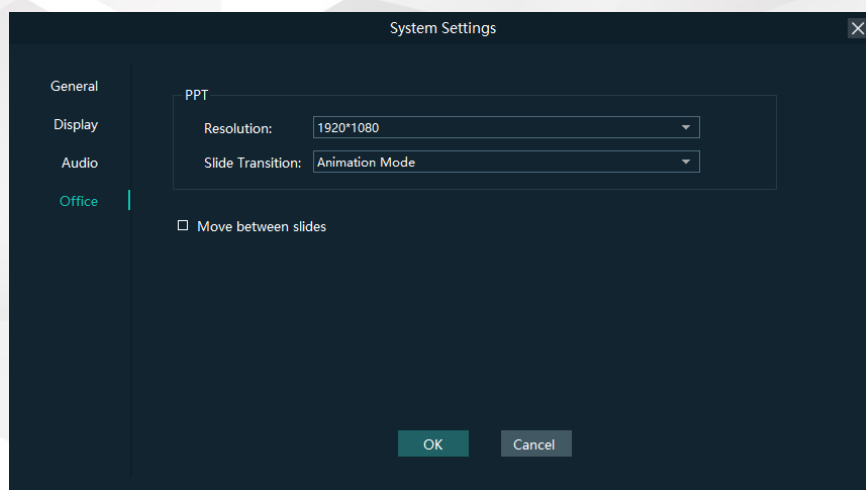 System Settings
General
Display
Audio
Office
PPT
Resolution: 1920*1080
Slide Transition: Animation Mode
Move between slides
OK Cancel